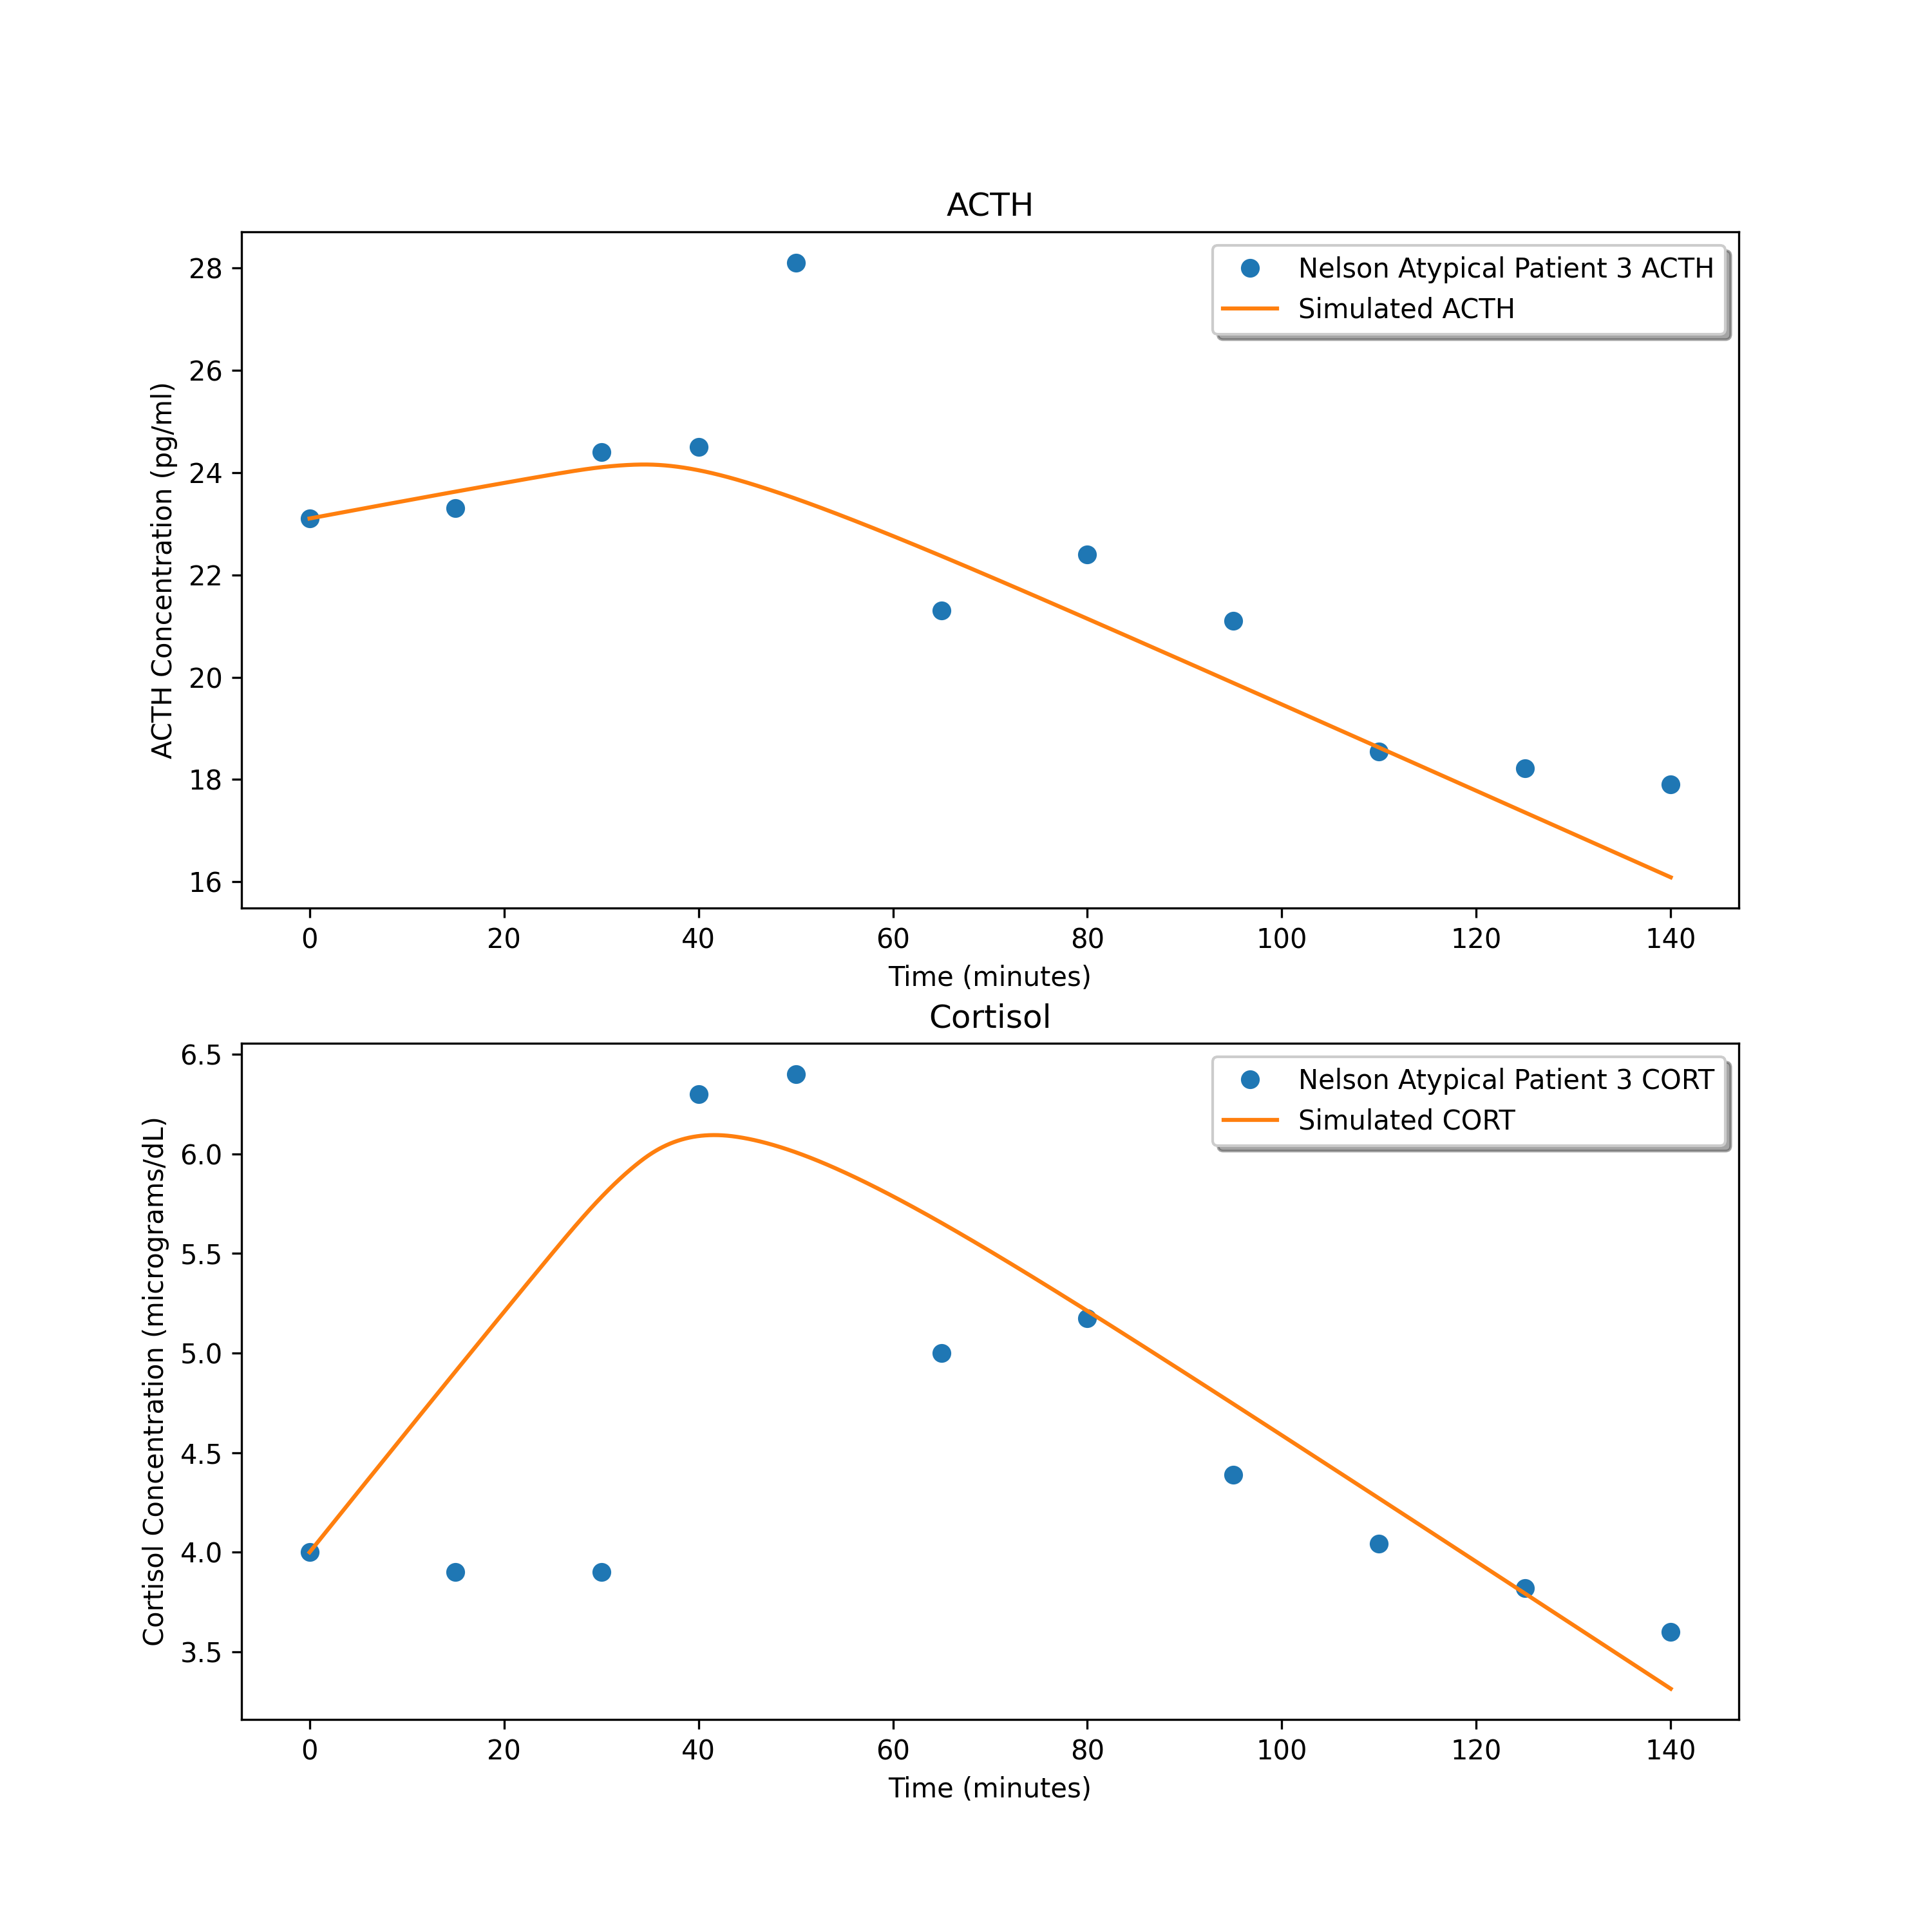 ACTH
Nelson Atypical Patient 3 ACTH
Simulated ACTH
ACTH Concentration (pg/ml)
28
26
24
22
20
18
16
0 20 40 60 80 100 120 140
Time (minutes)
Cortisol
Nelson Atypical Patient 3 CORT
Simulated CORT
Cortisol Concentration (micrograms/dL)
6.5
6.0
5.5
5.0
4.5
4.0
3.5
0 20 40 60 80 100 120 140
Time (minutes)